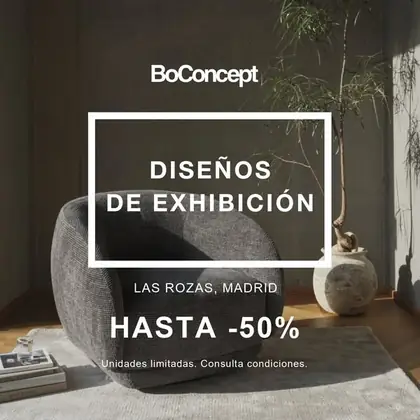 BoConcept
DISEÑOS
DE EXHIBICIÓN
LAS ROZAS, MADRID
HASTA -50%
Unidades limitadas. Consulta condiciones.